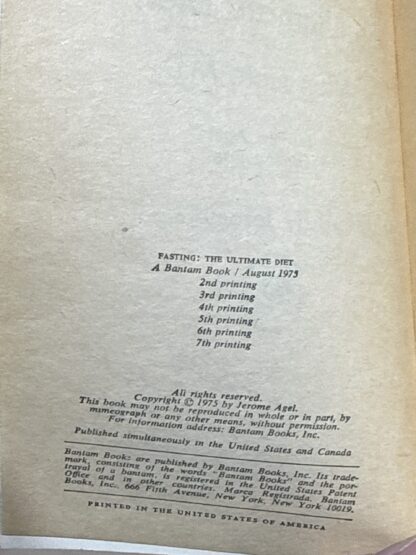 FASTING: THE ULTIMATE DIET
A Bantam Book / August 1975
2nd printing
3rd printing
4th printing
5th printing
6th printing
7th printing
All rights reserved.
Copyright © 1975 by Jerome Agel.
This book may not be reproduced in whole or in part, by
mimeograph or any other means, without permission.
For information address: Bantam Books, Inc.
Published simultaneously in the United States and Canada
Bantam Books are published by Bantam Books, Inc. Its trade-
mark, consisting of the words "Bantam Books" and the por-
trayal of a bantam, is registered in the United States Patent
Office and in other countries. Marca Registrada. Bantam
Books, Inc., 666 Fifth Avenue, New York, New York 10019.
PRINTED IN THE UNITED STATES OF AMERICA